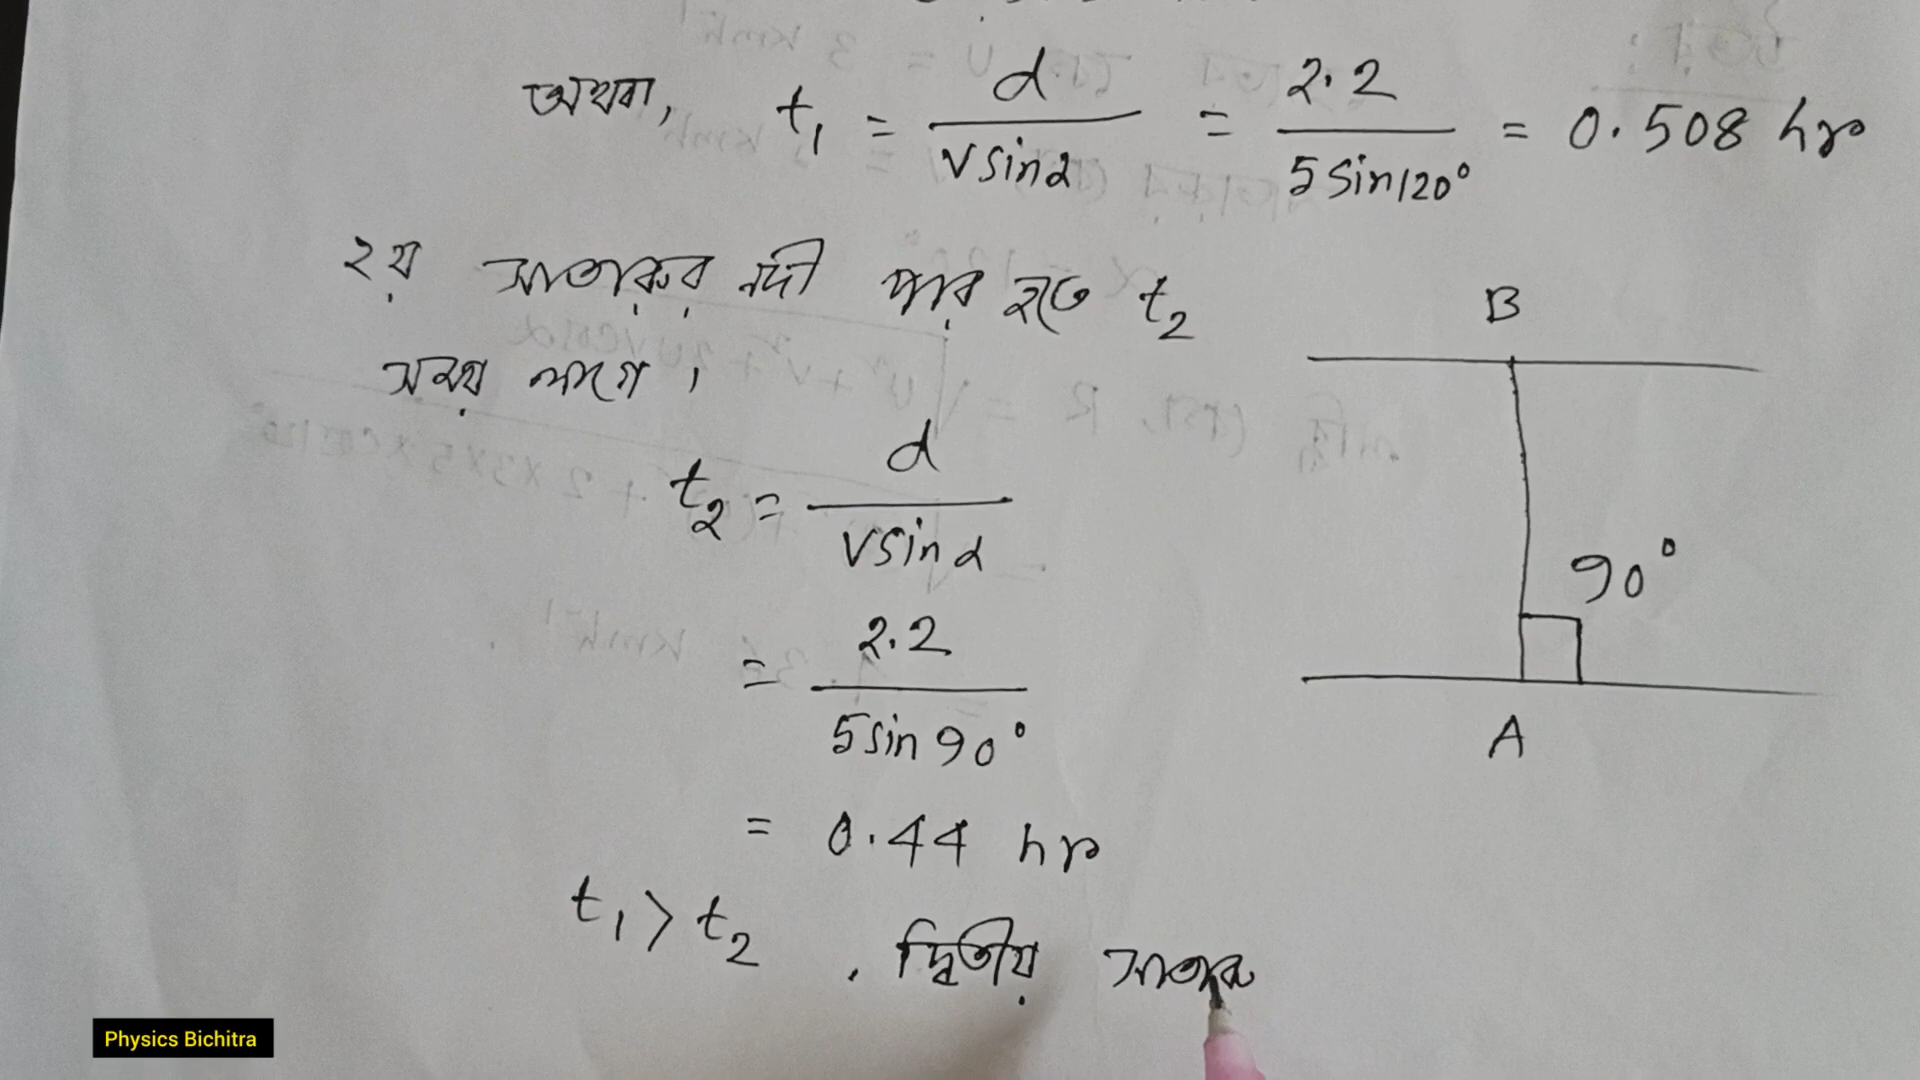 অথবা, t₁ = d / v sinα = 2.2 / 5 sin120° = 0.508 hr
২য় সাতারুর নদী পার হতে t₂
সময় লাগে।
t₂ = d / v sinα
= 2.2 / 5 sin 90°
= 0.44 hr
t₁ > t₂ . দ্বিতীয় সাতারু
B
90°
A
Physics Bichitra